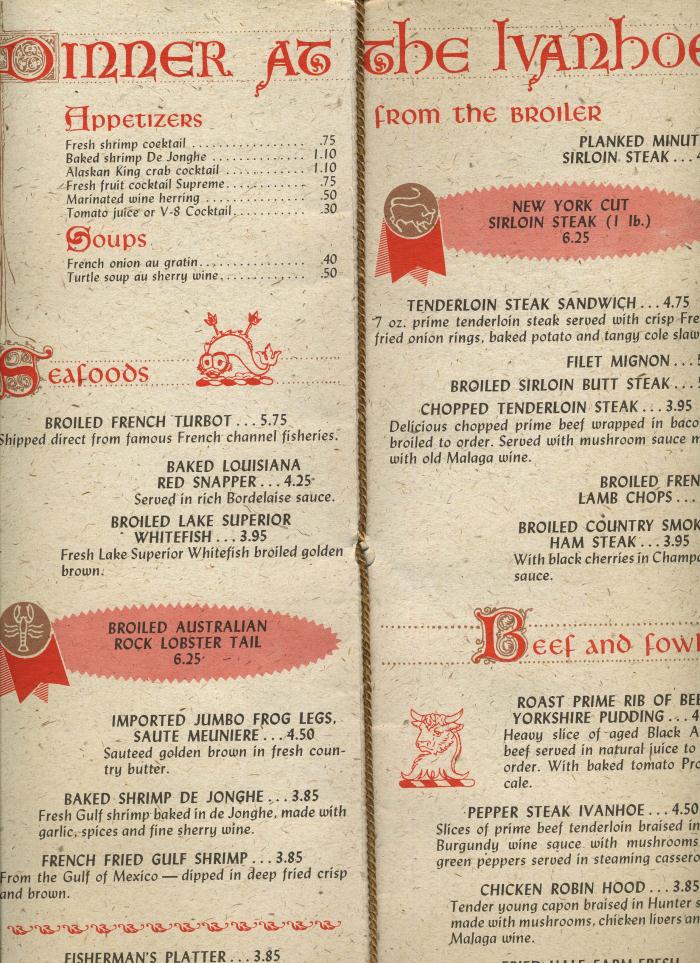 Dinner at the Ivanhoe
Appetizers
Fresh shrimp cocktail .75
Baked shrimp De Jonghe 1.10
Alaskan King crab cocktail 1.10
Fresh fruit cocktail Supreme .75
Marinated wine herring .50
Tomato juice or V-8 Cocktail .30
Soups
French onion au gratin .40
Turtle soup au sherry wine .50
Seafoods
BROILED FRENCH TURBOT ... 5.75
Shipped direct from famous French channel fisheries.
BAKED LOUISIANA
RED SNAPPER ... 4.25
Served in rich Bordelaise sauce.
BROILED LAKE SUPERIOR
WHITEFISH ... 3.95
Fresh Lake Superior Whitefish broiled golden
brown.
BROILED AUSTRALIAN
ROCK LOBSTER TAIL
6.25
IMPORTED JUMBO FROG LEGS,
SAUTE MEUNIERE ... 4.50
Sauteed golden brown in fresh coun-
try butter.
BAKED SHRIMP DE JONGHE ... 3.85
Fresh Gulf shrimp baked in de Jonghe, made with
garlic, spices and fine sherry wine.
FRENCH FRIED GULF SHRIMP ... 3.85
From the Gulf of Mexico — dipped in deep fried crisp
and brown.
FISHERMAN'S PLATTER ... 3.85
from the Broiler
PLANKED MINUT
SIRLOIN STEAK ... 4
NEW YORK CUT
SIRLOIN STEAK (1 lb.)
6.25
TENDERLOIN STEAK SANDWICH ... 4.75
7 oz. prime tenderloin steak served with crisp Fre
fried onion rings, baked potato and tangy cole slaw
FILET MIGNON ...
BROILED SIRLOIN BUTT STEAK ...
CHOPPED TENDERLOIN STEAK ... 3.95
Delicious chopped prime beef wrapped in baco
broiled to order. Served with mushroom sauce m
with old Malaga wine.
BROILED FREN
LAMB CHOPS ...
BROILED COUNTRY SMOK
HAM STEAK ... 3.95
With black cherries in Champa
sauce.
Beef and fowl
ROAST PRIME RIB OF BEE
YORKSHIRE PUDDING ... 4
Heavy slice of aged Black A
beef served in natural juice to
order. With baked tomato Pro
cale.
PEPPER STEAK IVANHOE ... 4.50
Slices of prime beef tenderloin braised in
Burgundy wine sauce with mushrooms
green peppers served in steaming cassero
CHICKEN ROBIN HOOD ... 3.85
Tender young capon braised in Hunter s
made with mushrooms, chicken livers an
Malaga wine.